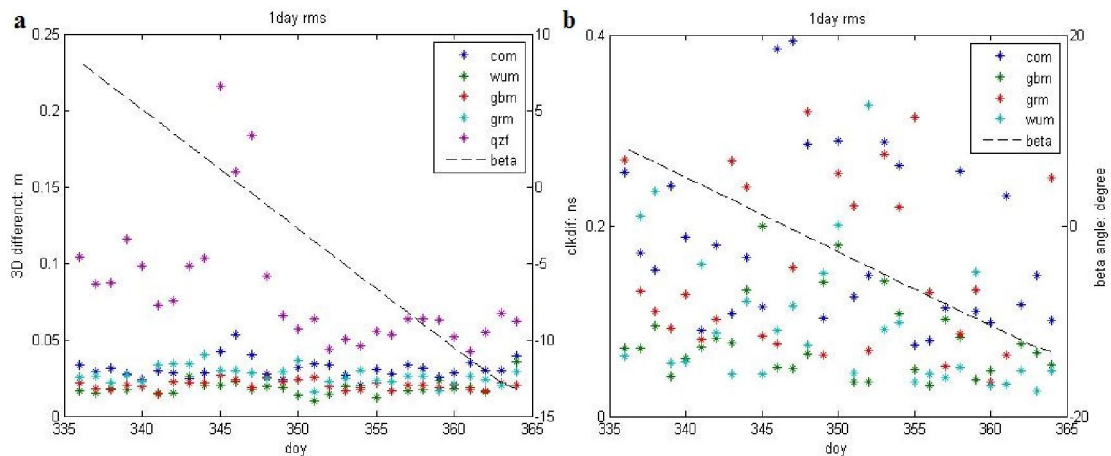 a
1day rms
0.25
0.2
0.15
0.1
0.05
0
10
5
0
-5
-10
-15
335 340 345 350 355 360 365
doy
3D differenct: m
com
wum
gbm
grm
qzf
beta
b
1day rms
0.4
0.2
0
20
0
-20
335 340 345 350 355 360 365
doy
clkdif: ns
beta angle: degree
com
gbm
grm
wum
beta